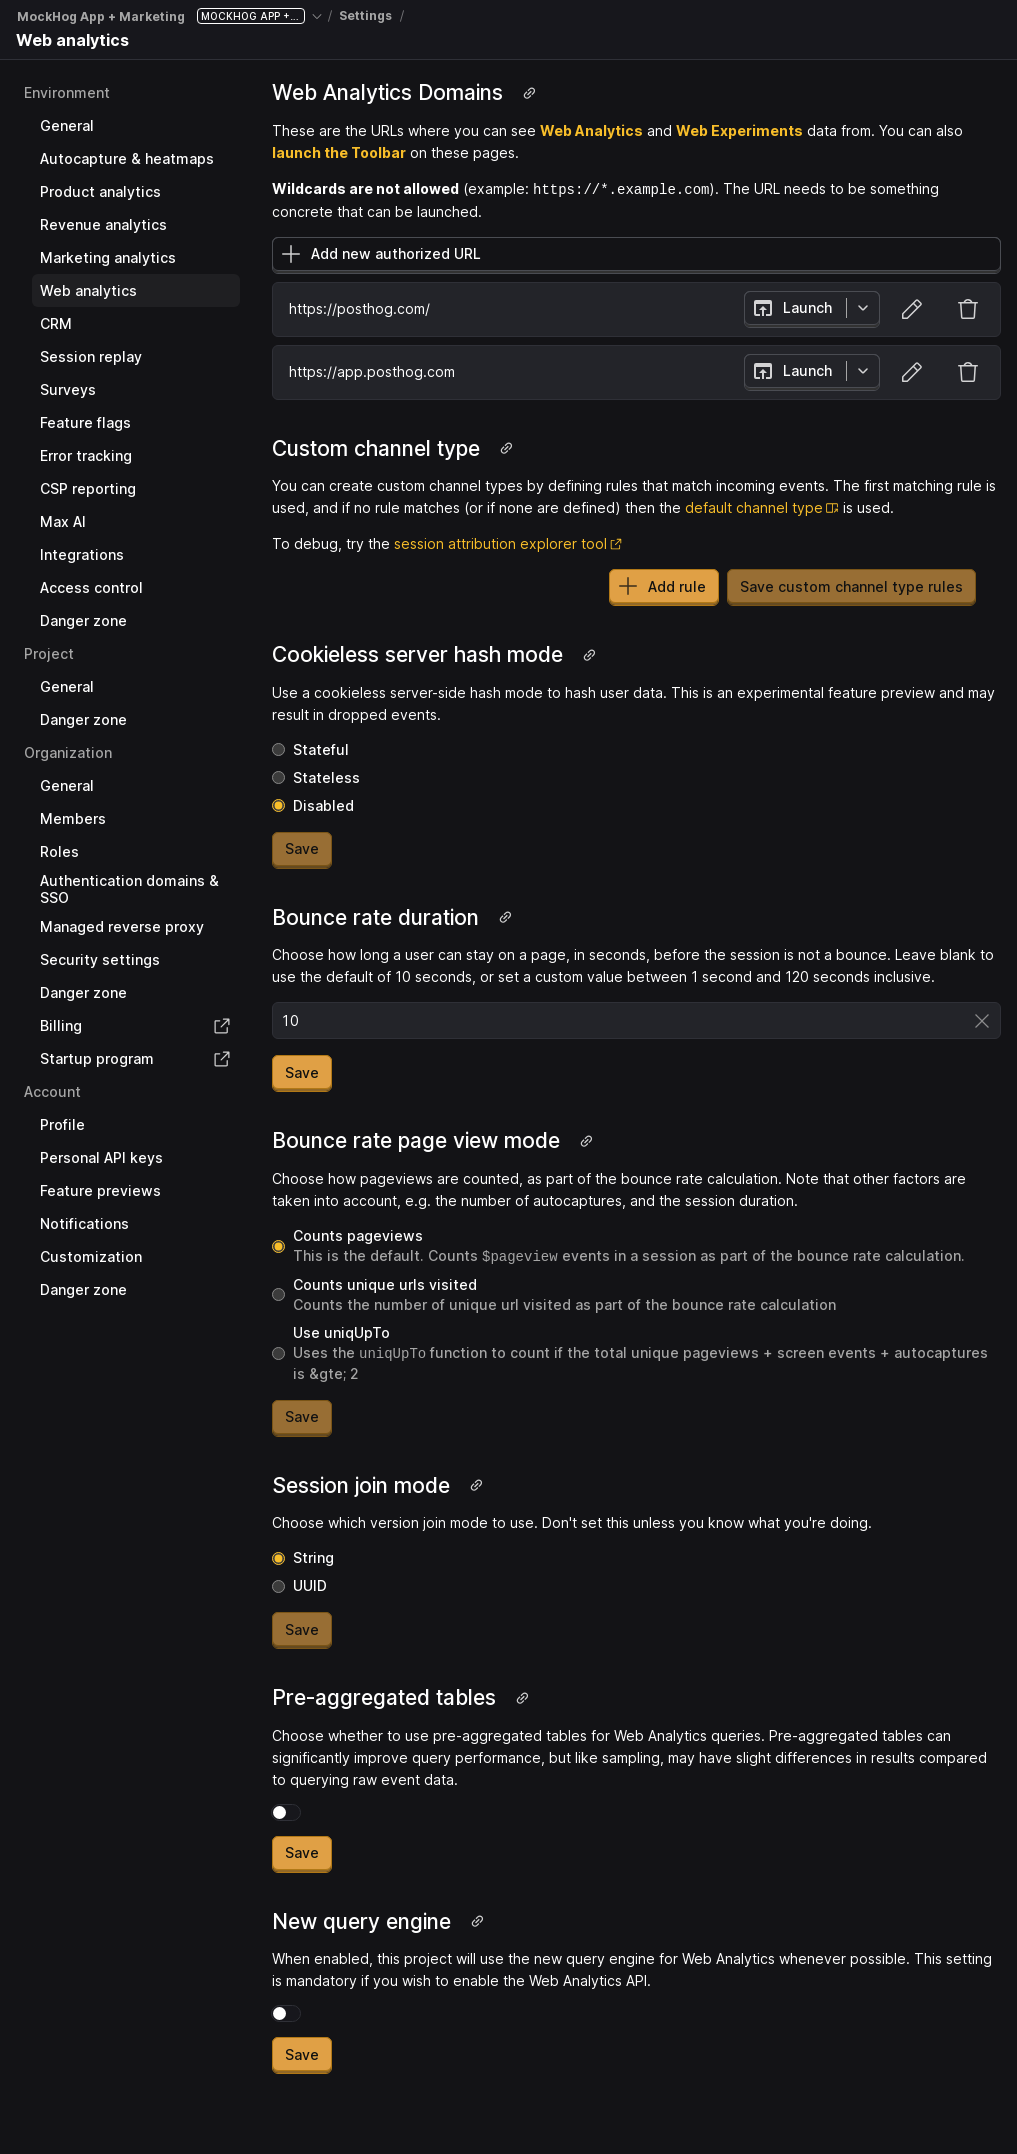 MockHog App + Marketing MOCKHOG APP +... / Settings /
Web analytics
Environment
General
Autocapture & heatmaps
Product analytics
Revenue analytics
Marketing analytics
Web analytics
CRM
Session replay
Surveys
Feature flags
Error tracking
CSP reporting
Max AI
Integrations
Access control
Danger zone
Project
General
Danger zone
Organization
General
Members
Roles
Authentication domains &
SSO
Managed reverse proxy
Security settings
Danger zone
Billing
Startup program
Account
Profile
Personal API keys
Feature previews
Notifications
Customization
Danger zone
Web Analytics Domains
These are the URLs where you can see Web Analytics and Web Experiments data from. You can also
launch the Toolbar on these pages.
Wildcards are not allowed (example: https://*.example.com). The URL needs to be something
concrete that can be launched.
Add new authorized URL
https://posthog.com/ Launch
https://app.posthog.com Launch
Custom channel type
You can create custom channel types by defining rules that match incoming events. The first matching rule is
used, and if no rule matches (or if none are defined) then the default channel type is used.
To debug, try the session attribution explorer tool
Add rule Save custom channel type rules
Cookieless server hash mode
Use a cookieless server-side hash mode to hash user data. This is an experimental feature preview and may
result in dropped events.
Stateful
Stateless
Disabled
Save
Bounce rate duration
Choose how long a user can stay on a page, in seconds, before the session is not a bounce. Leave blank to
use the default of 10 seconds, or set a custom value between 1 second and 120 seconds inclusive.
10
Save
Bounce rate page view mode
Choose how pageviews are counted, as part of the bounce rate calculation. Note that other factors are
taken into account, e.g. the number of autocaptures, and the session duration.
Counts pageviews
This is the default. Counts $pageview events in a session as part of the bounce rate calculation.
Counts unique urls visited
Counts the number of unique url visited as part of the bounce rate calculation
Use uniqUpTo
Uses the uniqUpTo function to count if the total unique pageviews + screen events + autocaptures
is &gte; 2
Save
Session join mode
Choose which version join mode to use. Don't set this unless you know what you're doing.
String
UUID
Save
Pre-aggregated tables
Choose whether to use pre-aggregated tables for Web Analytics queries. Pre-aggregated tables can
significantly improve query performance, but like sampling, may have slight differences in results compared
to querying raw event data.
Save
New query engine
When enabled, this project will use the new query engine for Web Analytics whenever possible. This setting
is mandatory if you wish to enable the Web Analytics API.
Save